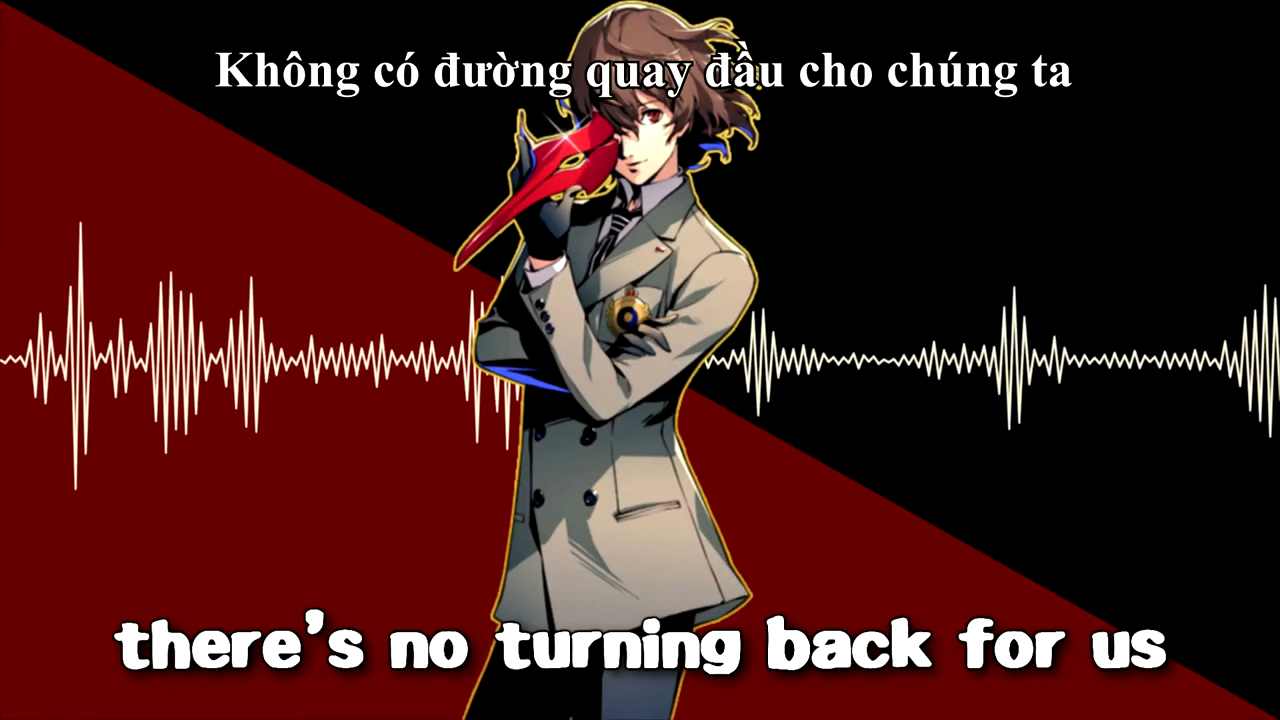 Không có đường quay đầu cho chúng ta
there's no turning back for us